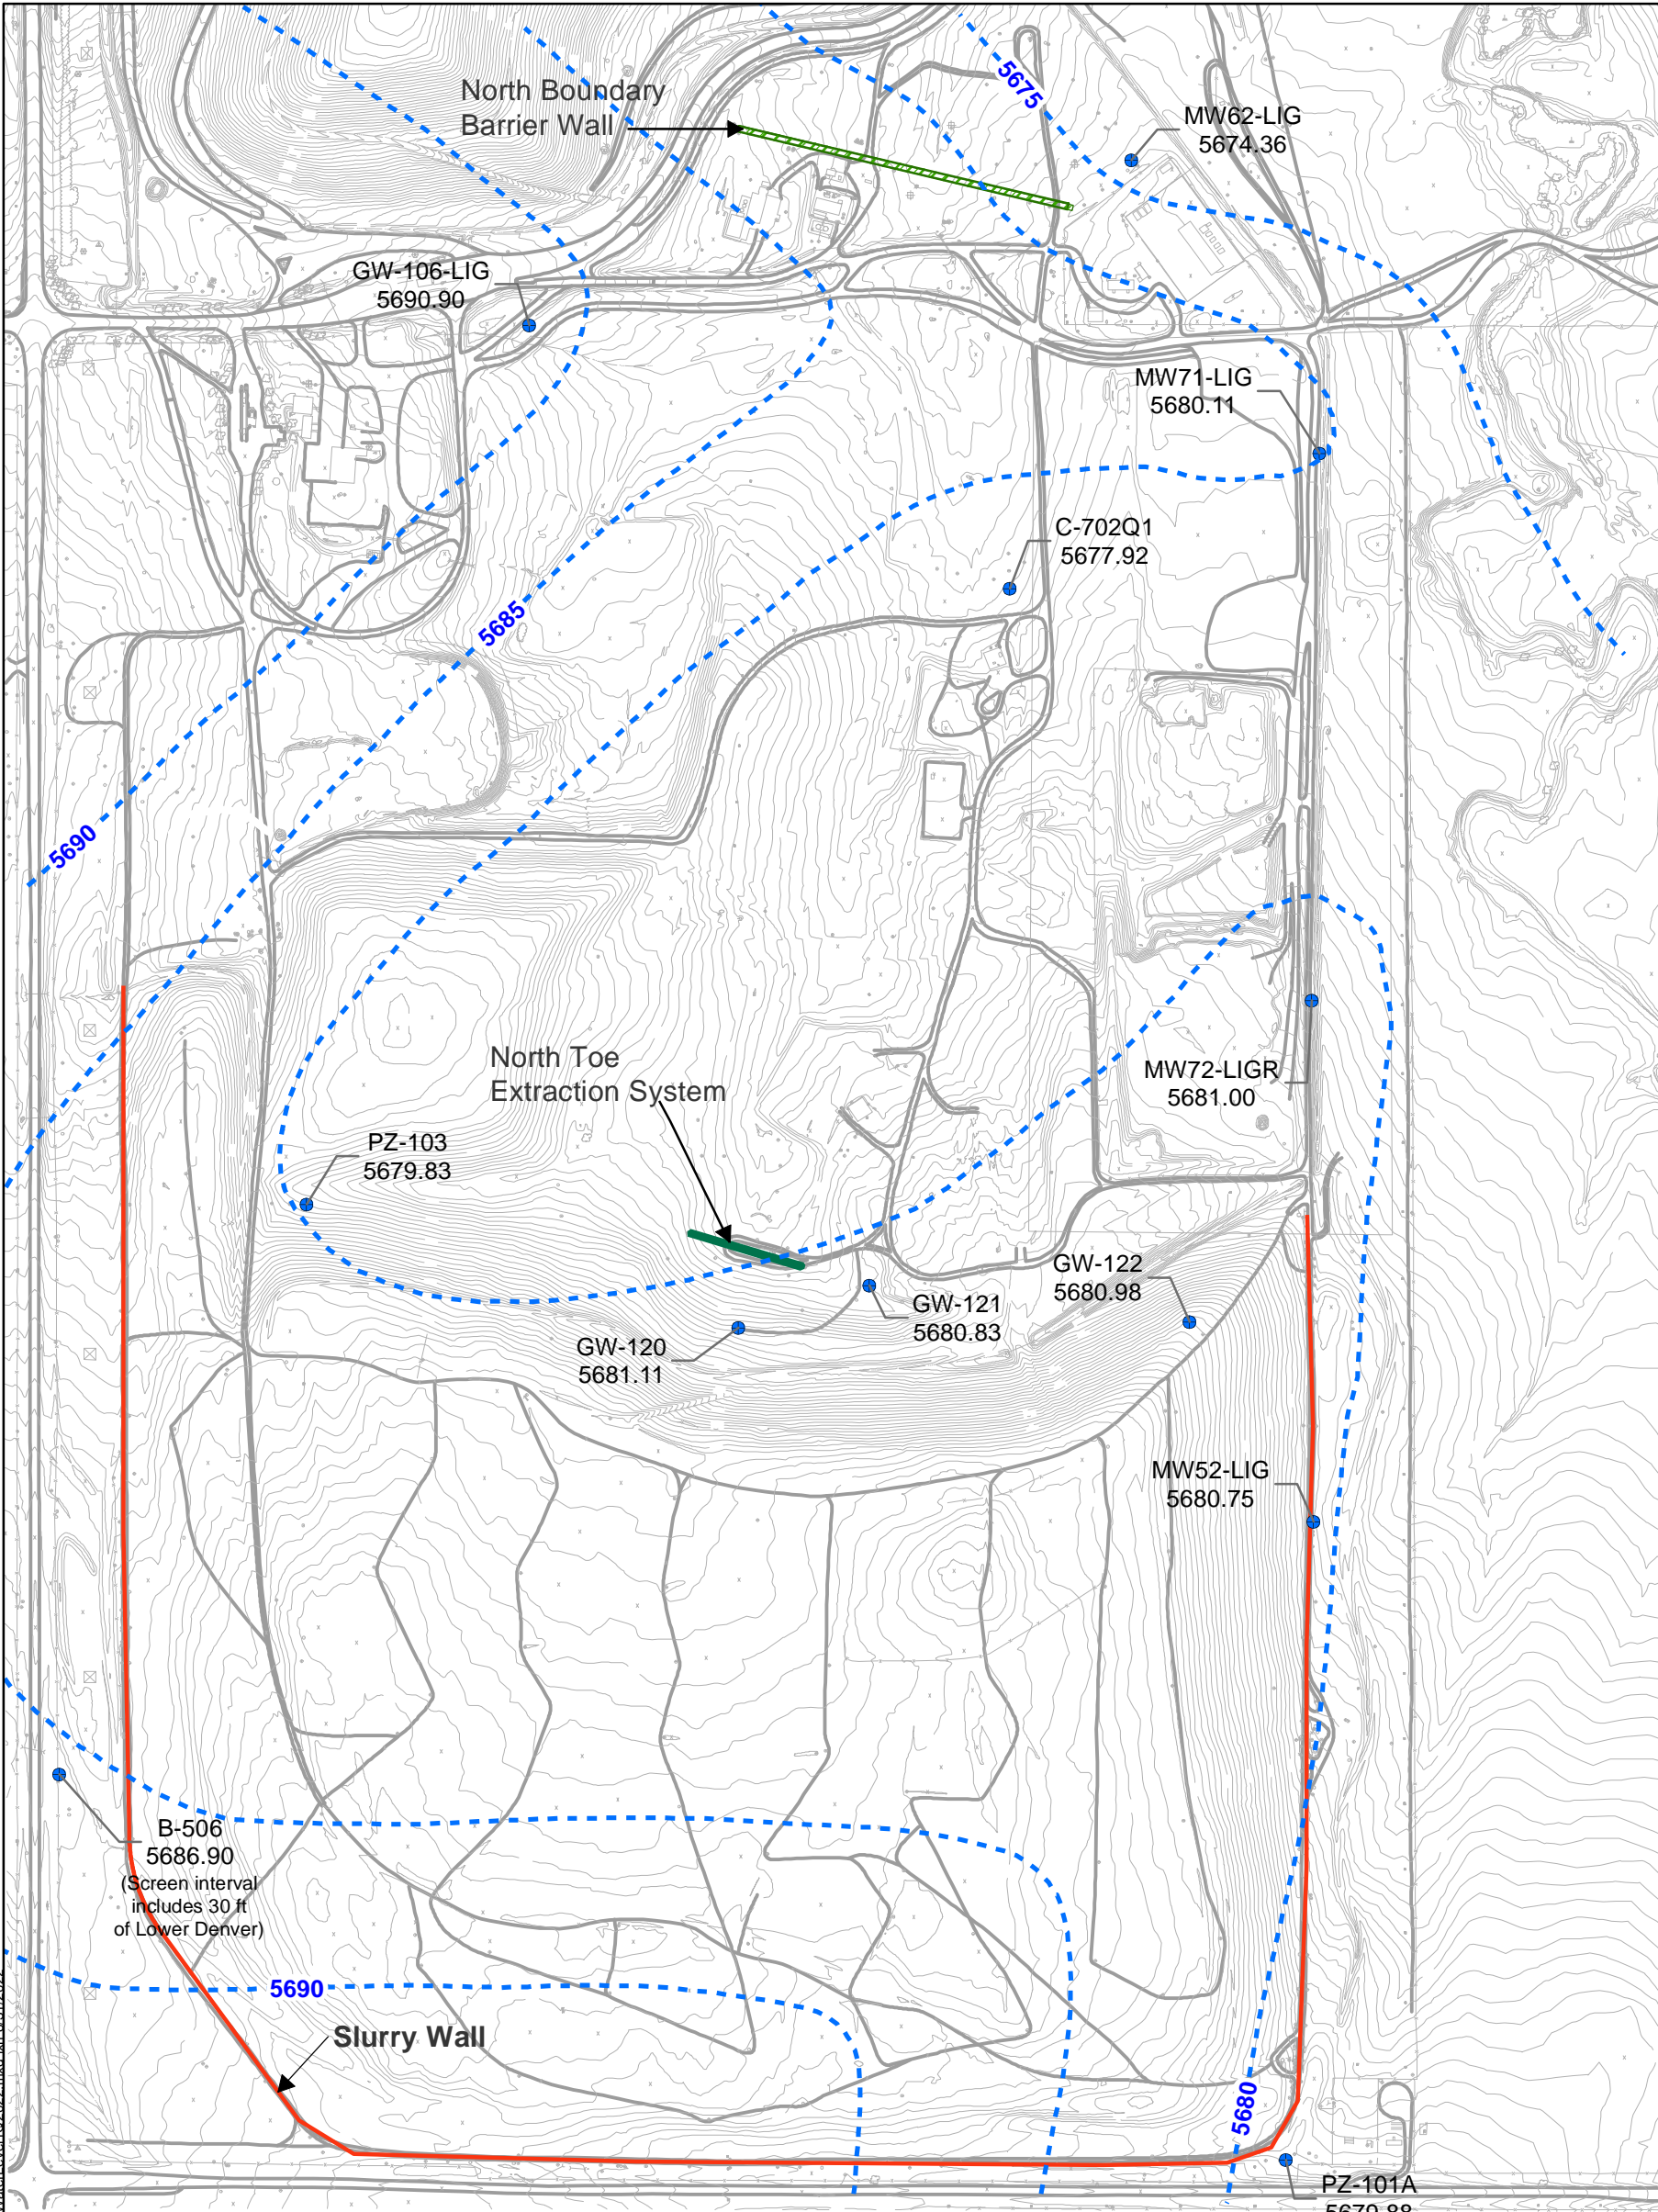 North Boundary
Barrier Wall
5675
MW62-LIG
5674.36
GW-106-LIG
5690.90
MW71-LIG
5680.11
C-702Q1
5677.92
5685
5690
North Toe
Extraction System
MW72-LIGR
5681.00
PZ-103
5679.83
GW-122
5680.98
GW-121
5680.83
GW-120
5681.11
MW52-LIG
5680.75
B-506
5686.90
(Screen interval
includes 30 ft
of Lower Denver)
5690
Slurry Wall
5680
PZ-101A
5679.88